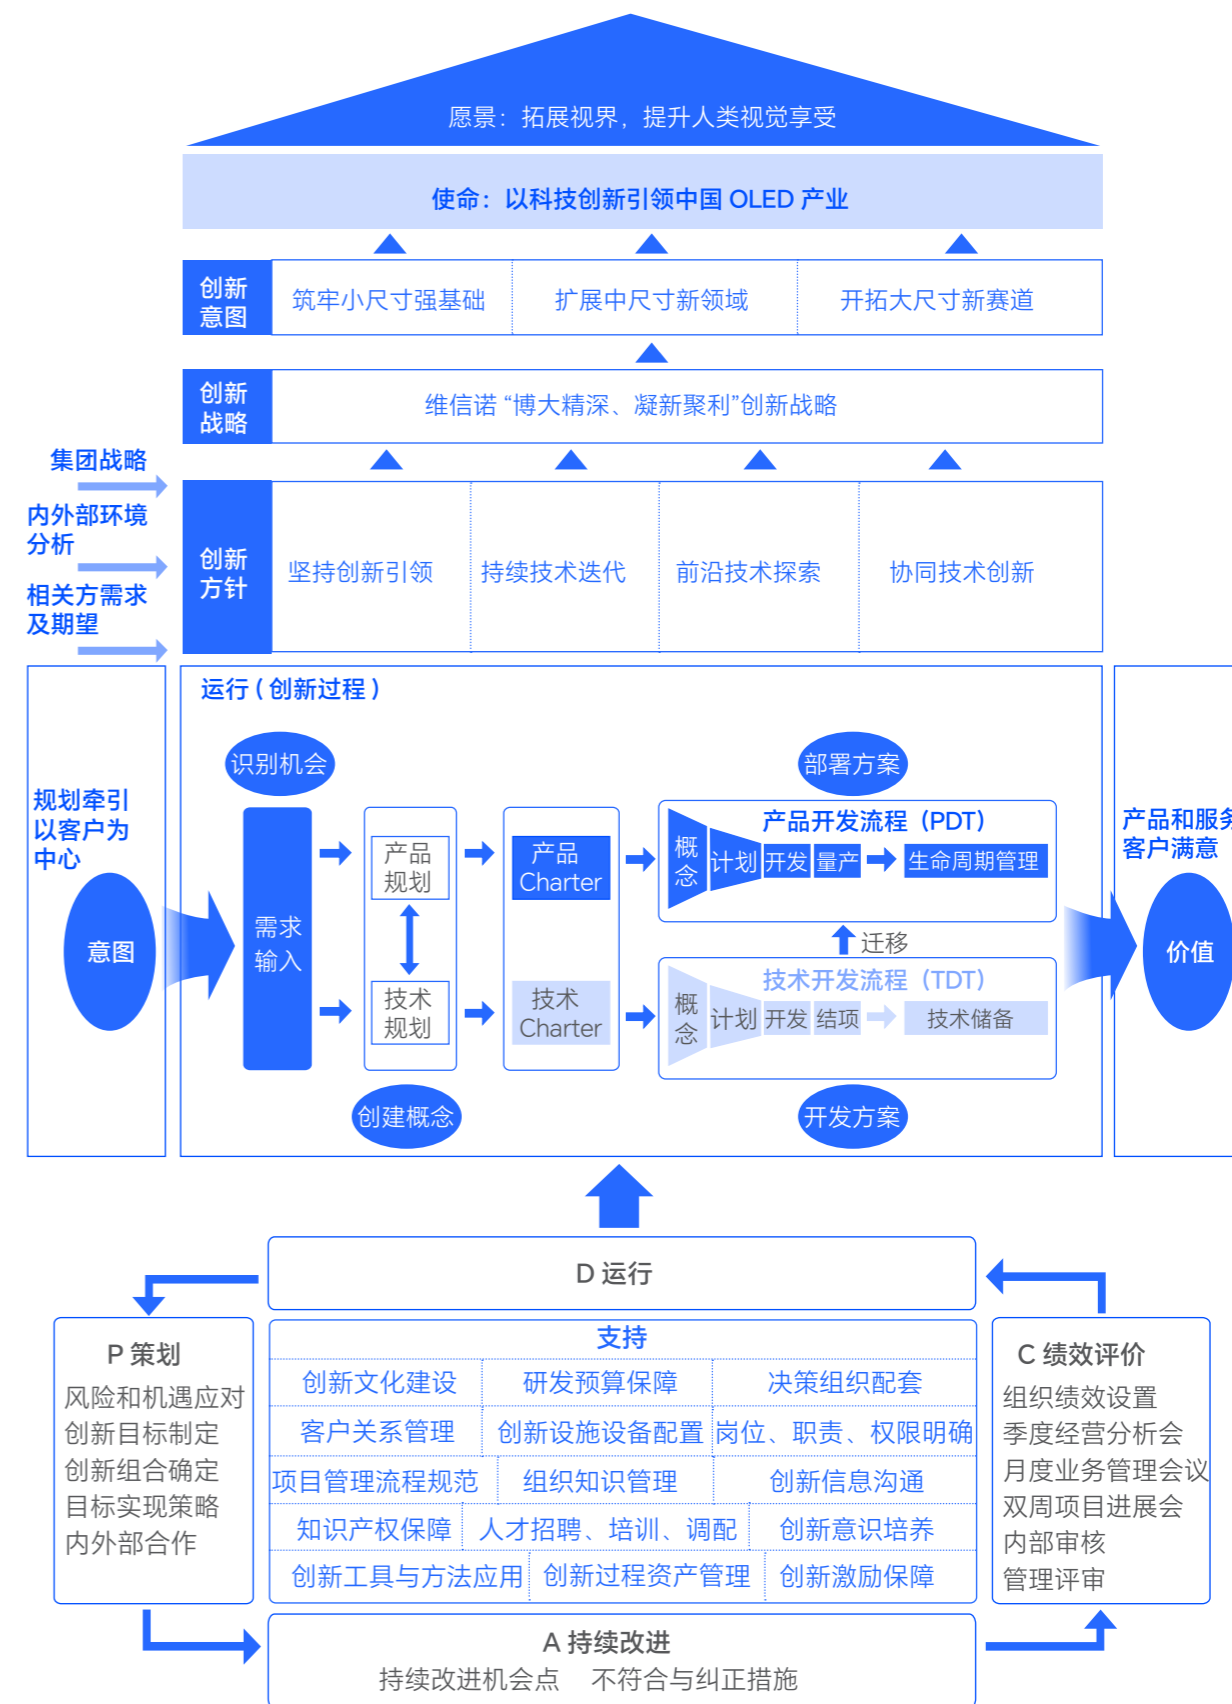 愿景：拓展视界，提升人类视觉享受
使命：以科技创新引领中国 OLED 产业
创新
意图
筑牢小尺寸强基础
扩展中尺寸新领域
开拓大尺寸新赛道
创新
战略
维信诺 “博大精深、凝新聚利”创新战略
集团战略
内外部环境
分析
相关方需求
及期望
创新
方针
坚持创新引领
持续技术迭代
前沿技术探索
协同技术创新
规划牵引
以客户为
中心
意图
运行 ( 创新过程 )
识别机会
部署方案
需求
输入
产品
规划
技术
规划
产品
Charter
技术
Charter
产品开发流程（PDT）
概
念
计划
开发
量产
生命周期管理
迁移
技术开发流程（TDT）
概
念
计划
开发
结项
技术储备
创建概念
开发方案
产品和服务
客户满意
价值
D 运行
P 策划
风险和机遇应对
创新目标制定
创新组合确定
目标实现策略
内外部合作
支持
创新文化建设
研发预算保障
决策组织配套
客户关系管理
创新设施设备配置
岗位、职责、权限明确
项目管理流程规范
组织知识管理
创新信息沟通
知识产权保障
人才招聘、培训、调配
创新意识培养
创新工具与方法应用
创新过程资产管理
创新激励保障
C 绩效评价
组织绩效设置
季度经营分析会
月度业务管理会议
双周项目进展会
内部审核
管理评审
A 持续改进
持续改进机会点 不符合与纠正措施